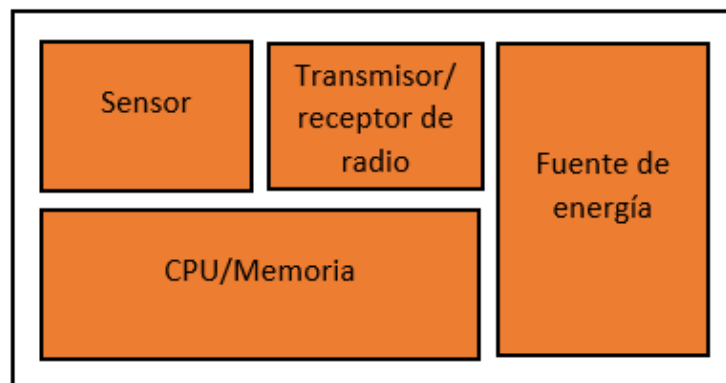 Sensor
Transmisor/
receptor de
radio
Fuente de
energía
CPU/Memoria